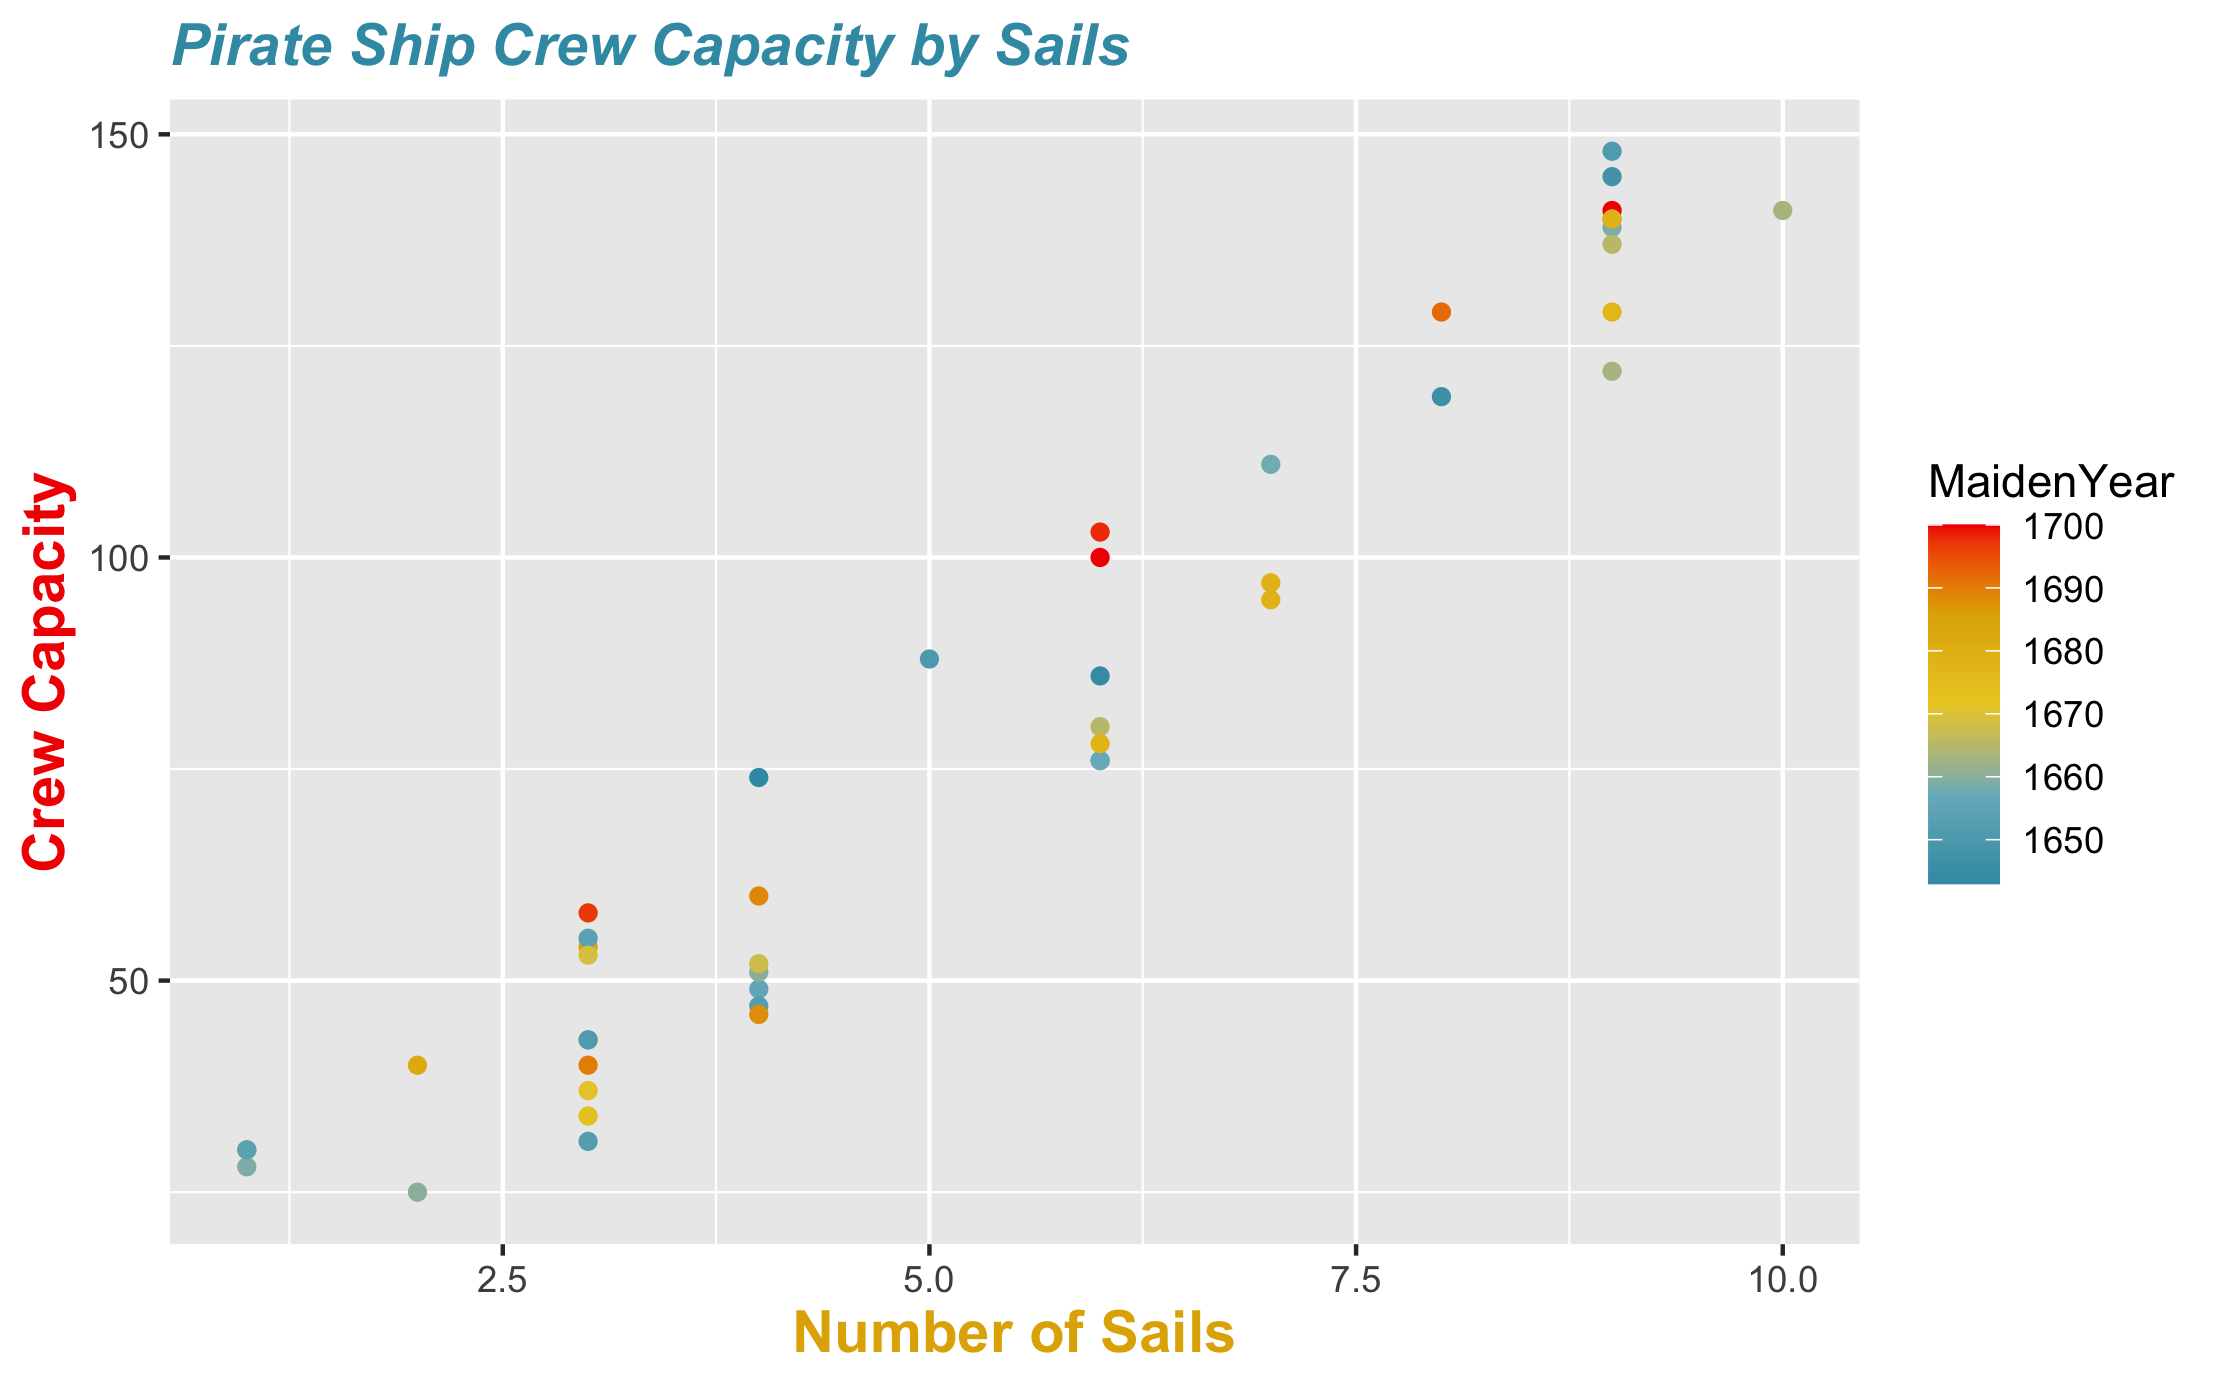 Pirate Ship Crew Capacity by Sails
150
100
50
Crew Capacity
2.5 5.0 7.5 10.0
Number of Sails
MaidenYear
1700
1690
1680
1670
1660
1650